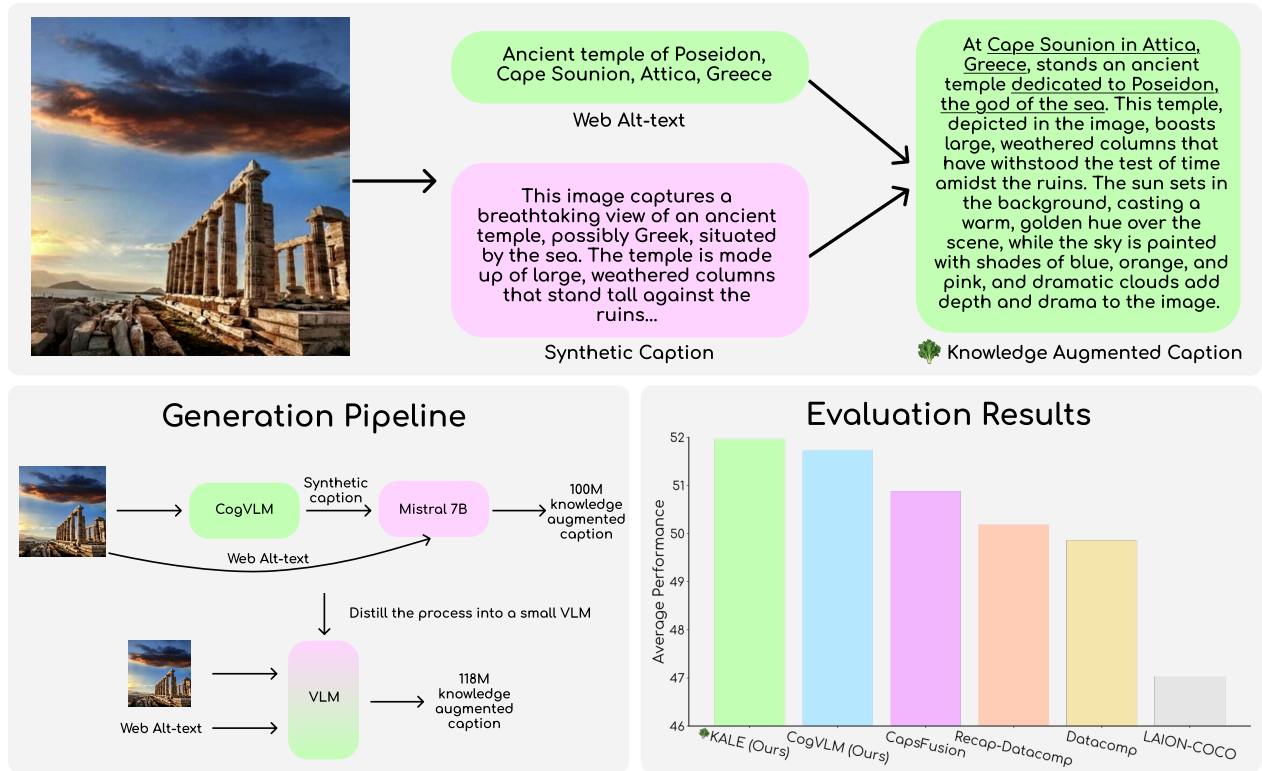 Ancient temple of Poseidon,
Cape Sounion, Attica, Greece
Web Alt-text
This image captures a
breathtaking view of an ancient
temple, possibly Greek, situated
by the sea. The temple is made
up of large, weathered columns
that stand tall against the
ruins...
Synthetic Caption
At Cape Sounion in Attica,
Greece, stands an ancient
temple dedicated to Poseidon,
the god of the sea. This temple,
depicted in the image, boasts
large, weathered columns that
have withstood the test of time
amidst the ruins. The sun sets in
the background, casting a
warm, golden hue over the
scene, while the sky is painted
with shades of blue, orange, and
pink, and dramatic clouds add
depth and drama to the image.
Knowledge Augmented Caption
Generation Pipeline
CogVLM
Synthetic
caption
Mistral 7B
100M
knowledge
augmented
caption
Web Alt-text
Distill the process into a small VLM
Web Alt-text
VLM
118M
knowledge
augmented
caption
Evaluation Results
Average Performance
52
51
50
49
48
47
46
KALE (Ours)
CogVLM (Ours)
CapsFusion
Recap-Datacomp
Datacomp
LAION-COCO